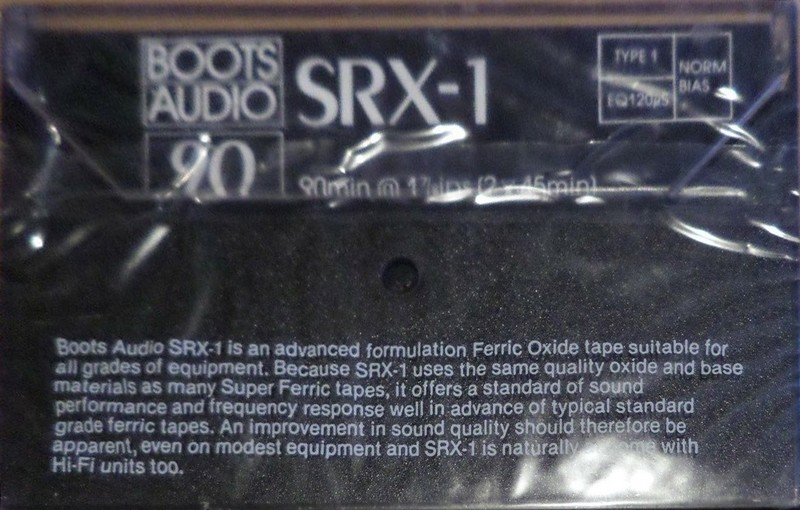 BOOTS
AUDIO
SRX-1
TYPE 1
EQ120µS
NORM
BIAS
90
90min @ 1⅞ips (2 x 45min)
Boots Audio SRX-1 is an advanced formulation Ferric Oxide tape suitable for
all grades of equipment. Because SRX-1 uses the same quality oxide and base
materials as many Super Ferric tapes, it offers a standard of sound
performance and frequency response well in advance of typical standard
grade ferric tapes. An improvement in sound quality should therefore be
apparent, even on modest equipment and SRX-1 is naturally with
Hi-Fi units too.